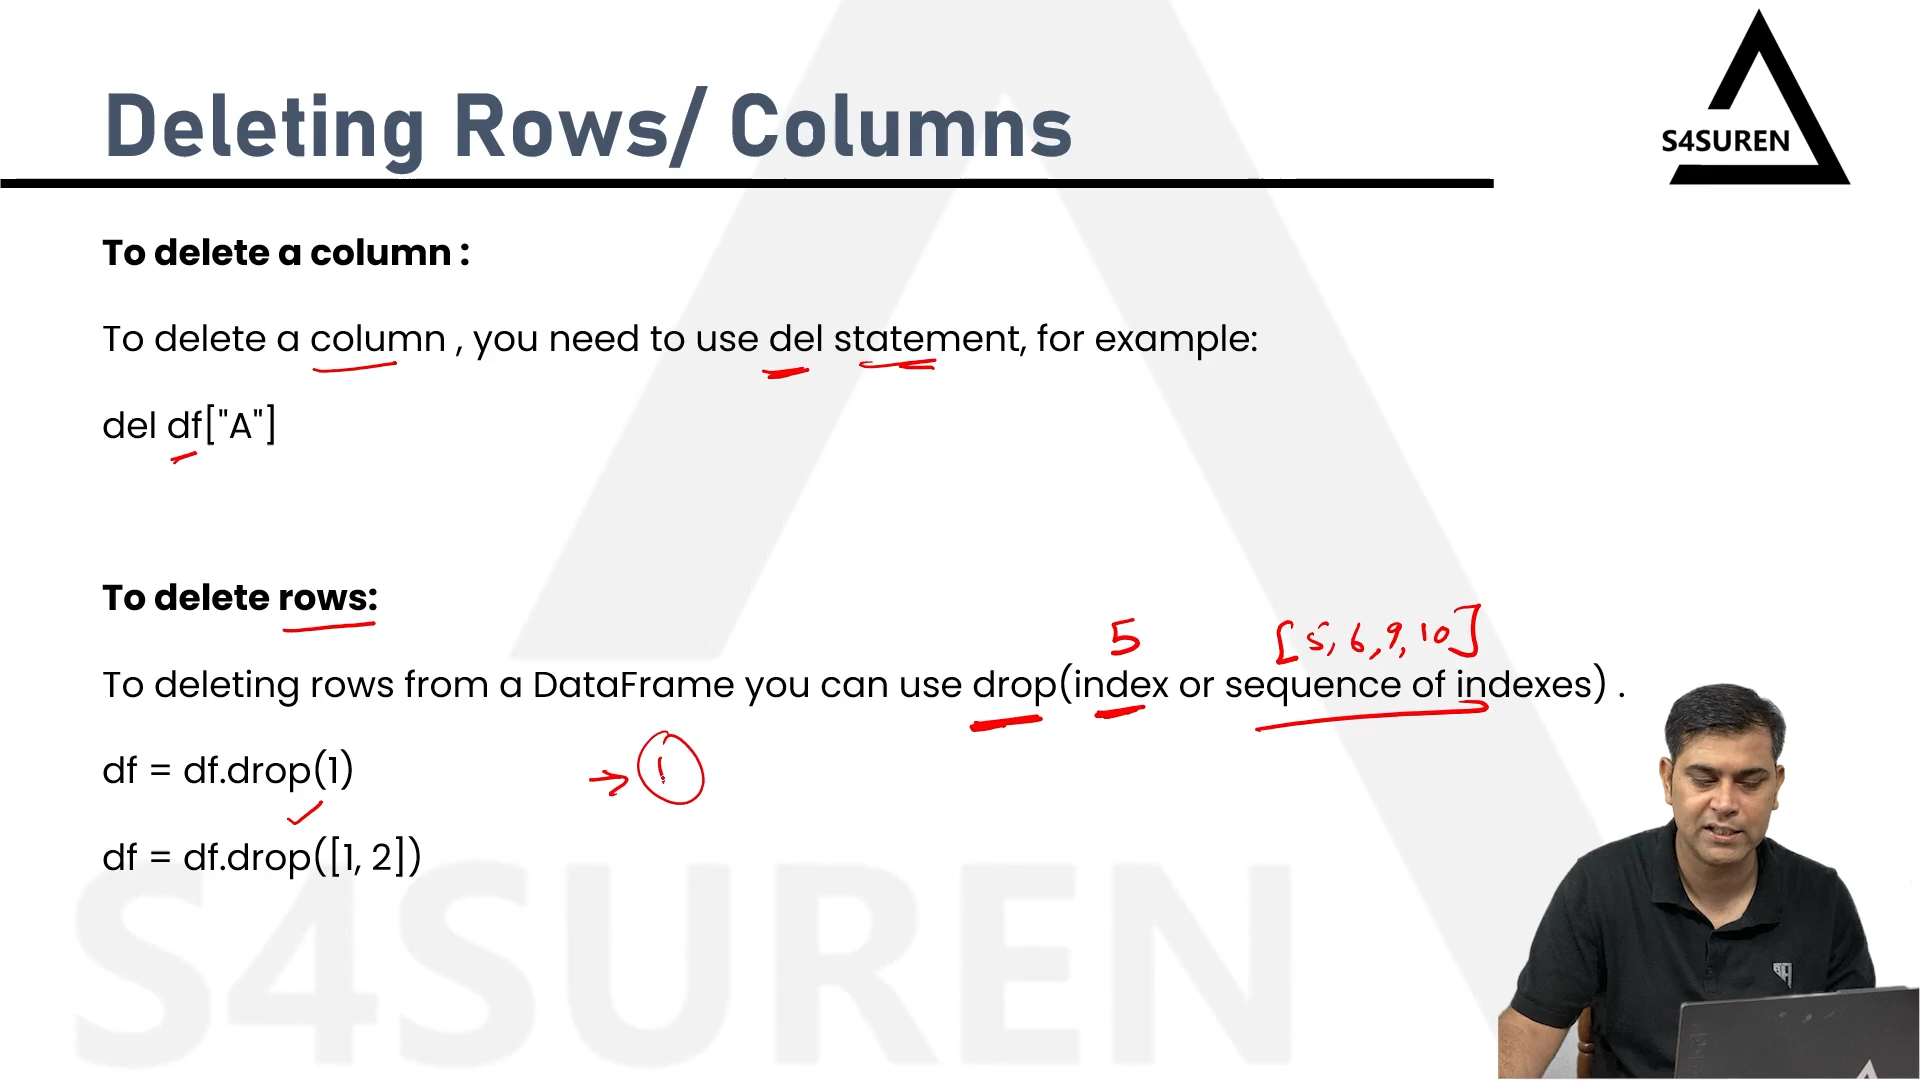 Deleting Rows/ Columns
S4SUREN
To delete a column :
To delete a column , you need to use del statement, for example:
del df["A"]
To delete rows:
5 [5, 6, 9, 10]
To deleting rows from a DataFrame you can use drop(index or sequence of indexes) .
df = df.drop(1) → 1
df = df.drop([1, 2])
S4SUREN